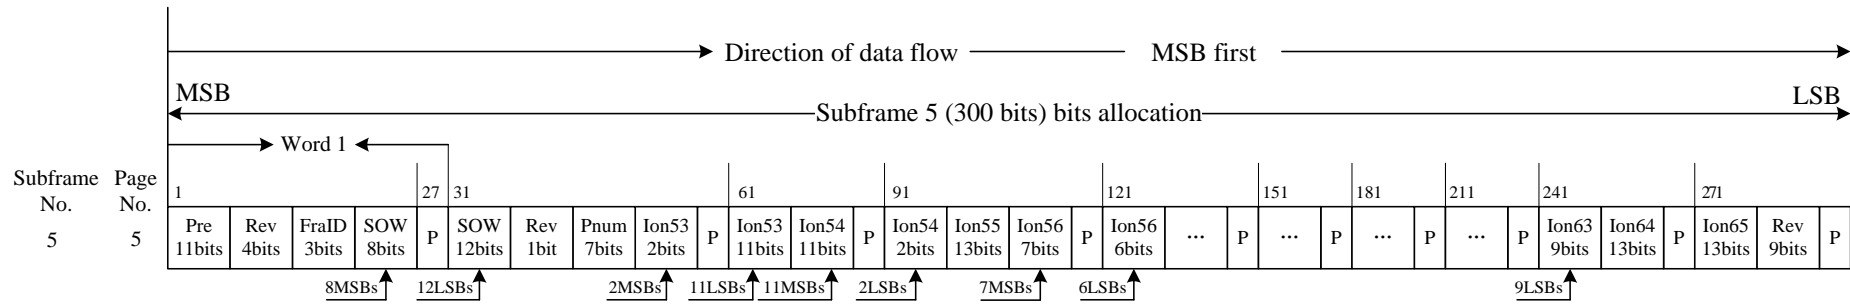 Direction of data flow MSB first
MSB LSB
Subframe 5 (300 bits) bits allocation
Word 1
Subframe Page
No. No.
1 27 31 61 91 121 151 181 211 241 271
5 5
Pre Rev FraID SOW P SOW Rev Pnum Ion53 P Ion53 Ion54 P Ion54 Ion55 Ion56 P Ion56 ... P ... P ... P ... P Ion63 Ion64 P Ion65 Rev P
11bits 4bits 3bits 8bits 12bits 1bit 7bits 2bits 11bits 11bits 2bits 13bits 7bits 6bits 9bits 13bits 13bits 9bits
8MSBs 12LSBs 2MSBs 11LSBs 11MSBs 2LSBs 7MSBs 6LSBs 9LSBs